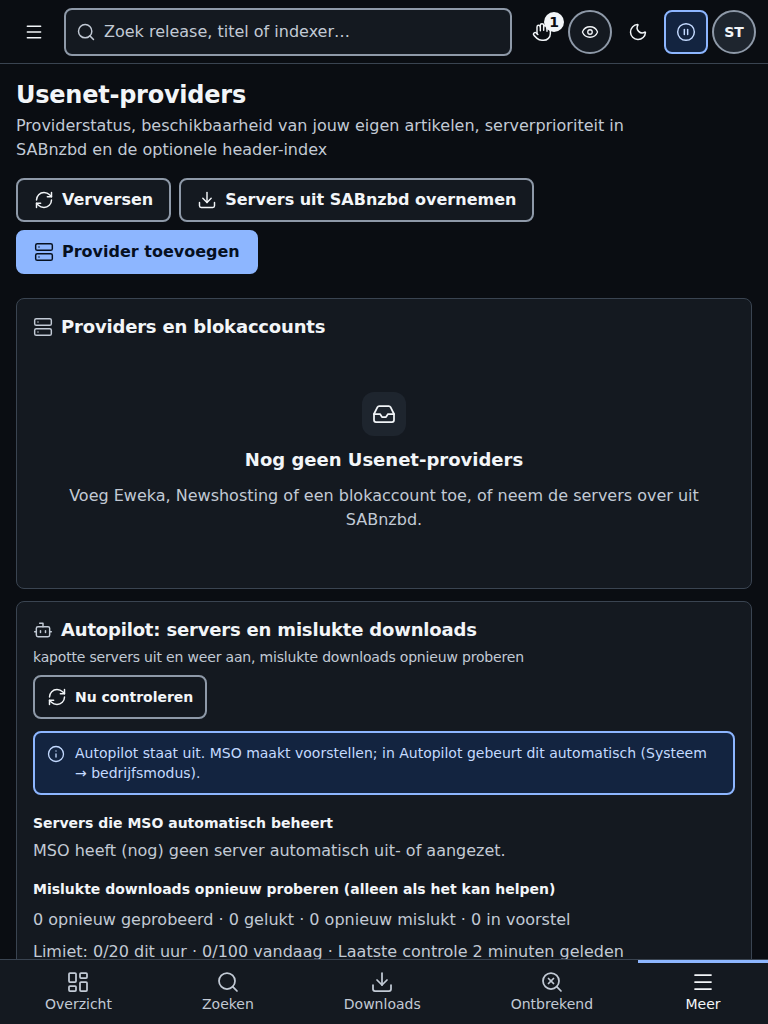 Zoek release, titel of indexer...
1
ST
Usenet-providers
Providerstatus, beschikbaarheid van jouw eigen artikelen, serverprioriteit in
SABnzbd en de optionele header-index
Verversen
Servers uit SABnzbd overnemen
Provider toevoegen
Providers en blokaccounts
Nog geen Usenet-providers
Voeg Eweka, Newshosting of een blokaccount toe, of neem de servers over uit
SABnzbd.
Autopilot: servers en mislukte downloads
kapotte servers uit en weer aan, mislukte downloads opnieuw proberen
Nu controleren
Autopilot staat uit. MSO maakt voorstellen; in Autopilot gebeurt dit automatisch (Systeem
→ bedrijfsmodus).
Servers die MSO automatisch beheert
MSO heeft (nog) geen server automatisch uit- of aangezet.
Mislukte downloads opnieuw proberen (alleen als het kan helpen)
0 opnieuw geprobeerd · 0 gelukt · 0 opnieuw mislukt · 0 in voorstel
Limiet: 0/20 dit uur · 0/100 vandaag · Laatste controle 2 minuten geleden
Overzicht
Zoeken
Downloads
Ontbrekend
Meer